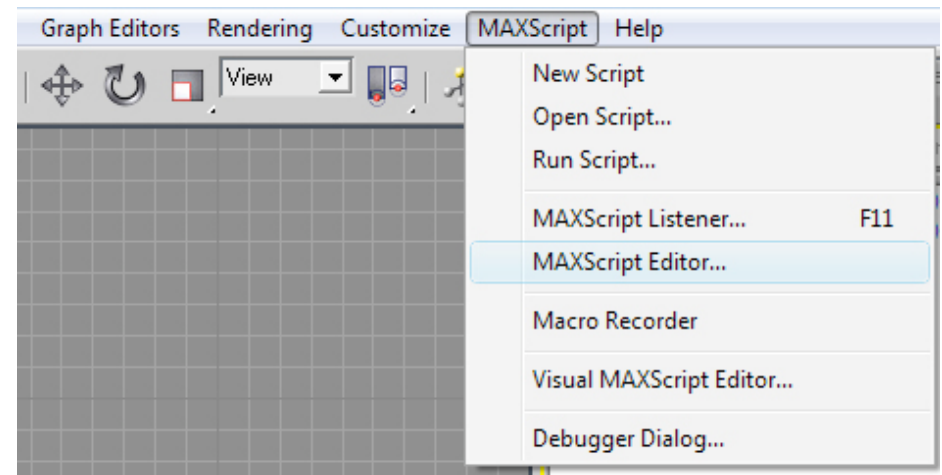 Graph Editors Rendering Customize MAXScript Help
View
New Script
Open Script...
Run Script...
MAXScript Listener... F11
MAXScript Editor...
Macro Recorder
Visual MAXScript Editor...
Debugger Dialog...